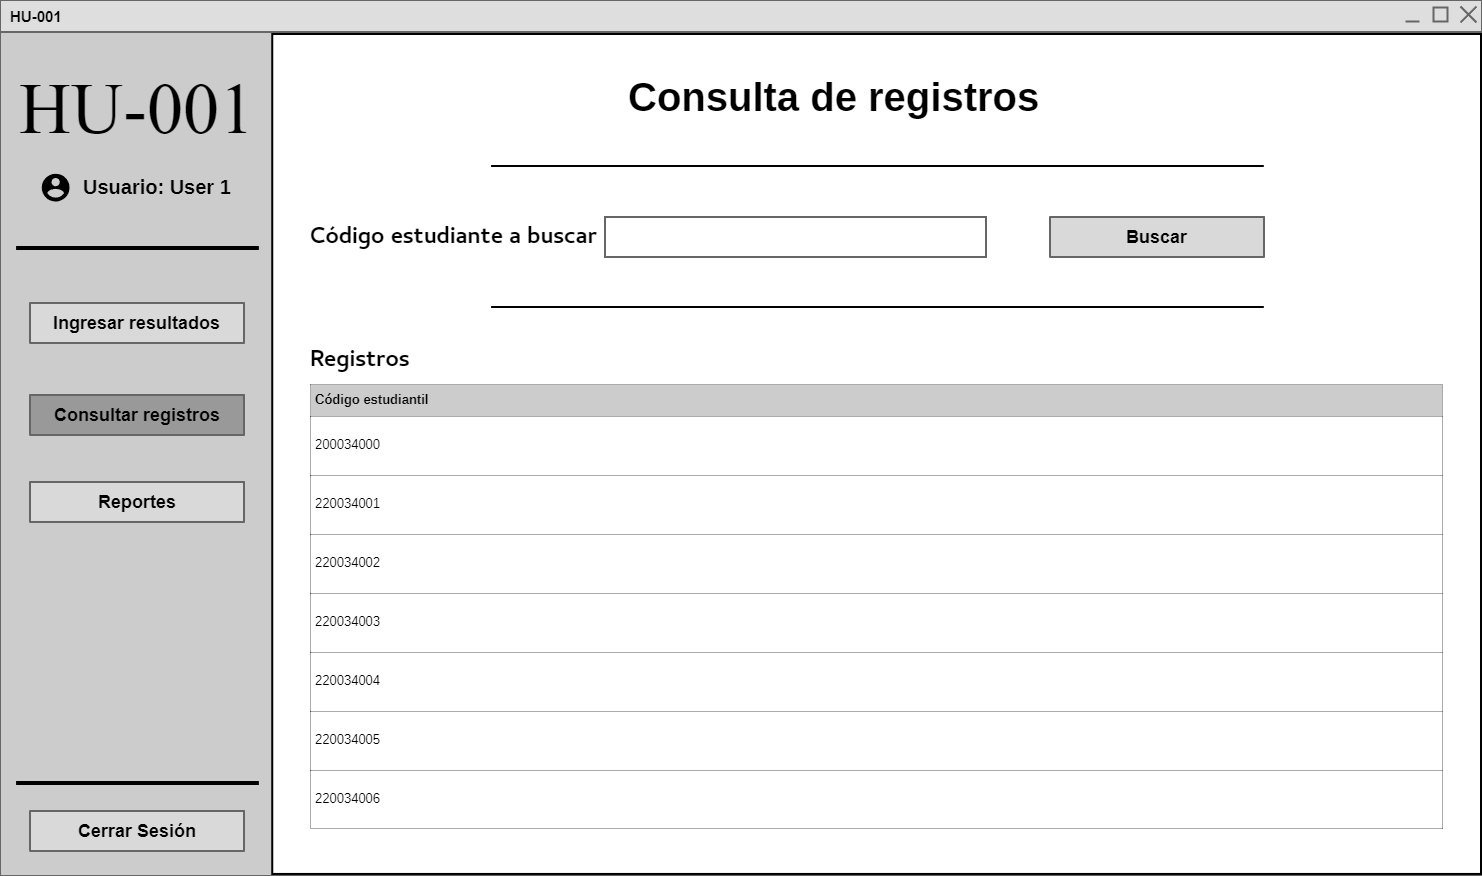 HU-001
HU-001
Usuario: User 1
Ingresar resultados
Consultar registros
Reportes
Cerrar Sesión
Consulta de registros
Código estudiante a buscar
Buscar
Registros
Código estudiantil
200034000
220034001
220034002
220034003
220034004
220034005
220034006